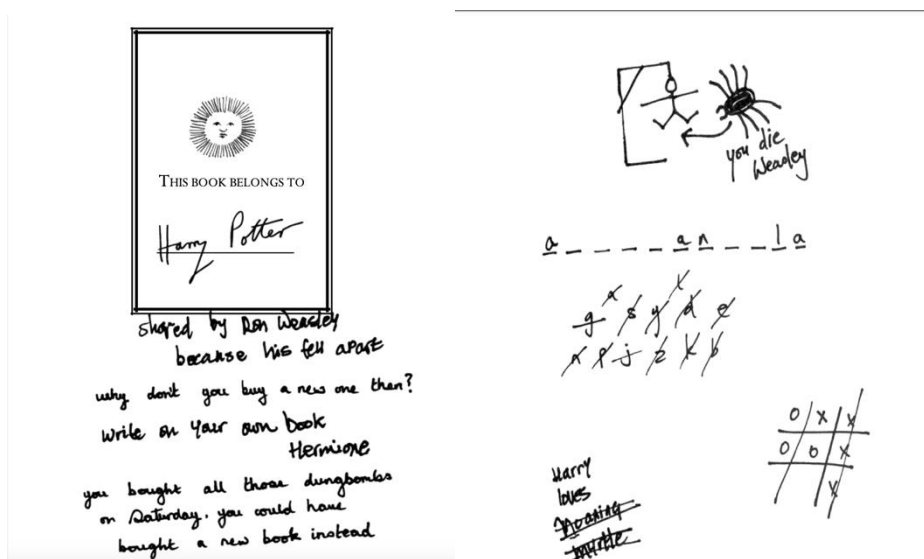 THIS BOOK BELONGS TO
Harry Potter
shared by Ron Weasley
because his fell apart
why don't you buy a new one then?
write on your own book
Hermione
you bought all those dungbombs
on Saturday. you could have
bought a new book instead
you die
Weasley
a _ _ _ _ _ a n _ _ l a
O X X
O O X
X
Harry
loves
Moaning
Myrtle